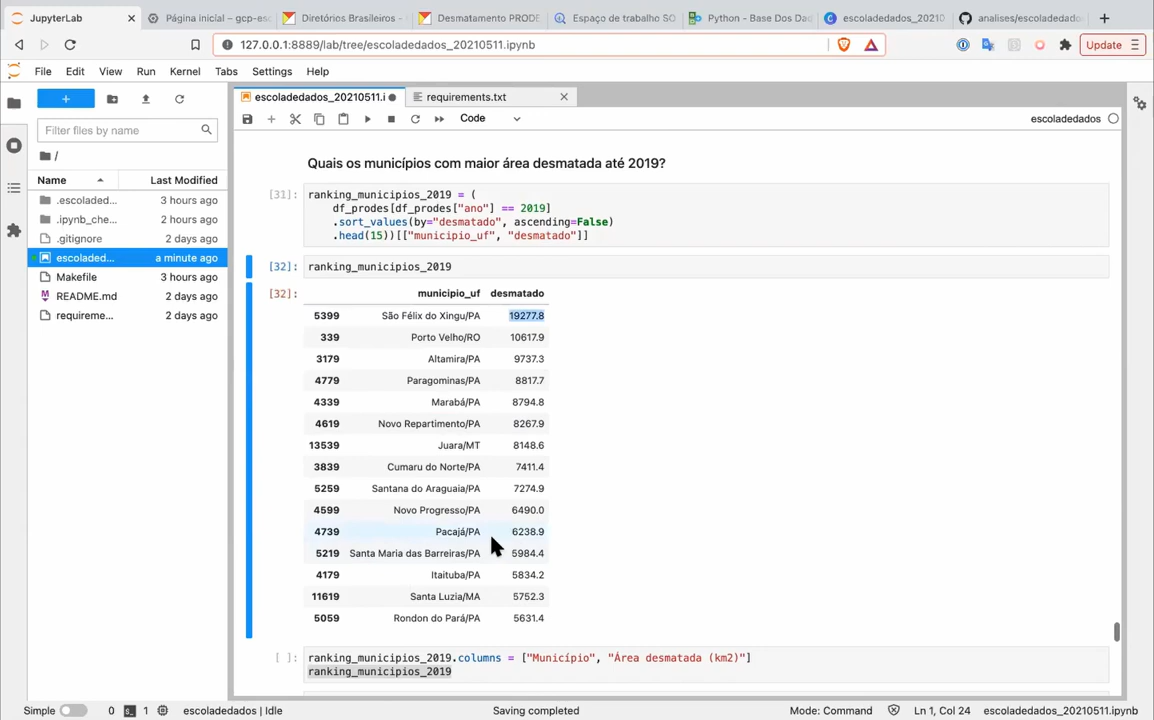 JupyterLab
Página inicial – gcp-esc
Diretórios Brasileiros -
Desmatamento PRODE
Espaço de trabalho SQ
Python - Base Dos Dad
escoladedados_20210
analises/escoladedado
127.0.0.1:8889/lab/tree/escoladedados_20210511.ipynb
Update
File Edit View Run Kernel Tabs Settings Help
escoladedados_20210511.i
requirements.txt
Filter files by name
Code
escoladedados
/
Name Last Modified
.escoladed... 3 hours ago
.ipynb_che... 2 hours ago
.gitignore 2 days ago
escoladed... a minute ago
Makefile 3 hours ago
README.md 2 days ago
requireme... 2 days ago
Quais os municípios com maior área desmatada até 2019?
[31]: ranking_municipios_2019 = (
df_prodes[df_prodes["ano"] == 2019]
.sort_values(by="desmatado", ascending=False)
.head(15))[["municipio_uf", "desmatado"]]
[32]: ranking_municipios_2019
[32]: municipio_uf desmatado
5399 São Félix do Xingu/PA 19277.8
339 Porto Velho/RO 10617.9
3179 Altamira/PA 9737.3
4779 Paragominas/PA 8817.7
4339 Marabá/PA 8794.8
4619 Novo Repartimento/PA 8267.9
13539 Juara/MT 8148.6
3839 Cumaru do Norte/PA 7411.4
5259 Santana do Araguaia/PA 7274.9
4599 Novo Progresso/PA 6490.0
4739 Pacajá/PA 6238.9
5219 Santa Maria das Barreiras/PA 5984.4
4179 Itaituba/PA 5834.2
11619 Santa Luzia/MA 5752.3
5059 Rondon do Pará/PA 5631.4
[ ]: ranking_municipios_2019.columns = ["Município", "Área desmatada (km2)"]
ranking_municipios_2019
Simple 0 1 escoladedados | Idle Saving completed Mode: Command Ln 1, Col 24 escoladedados_20210511.ipynb